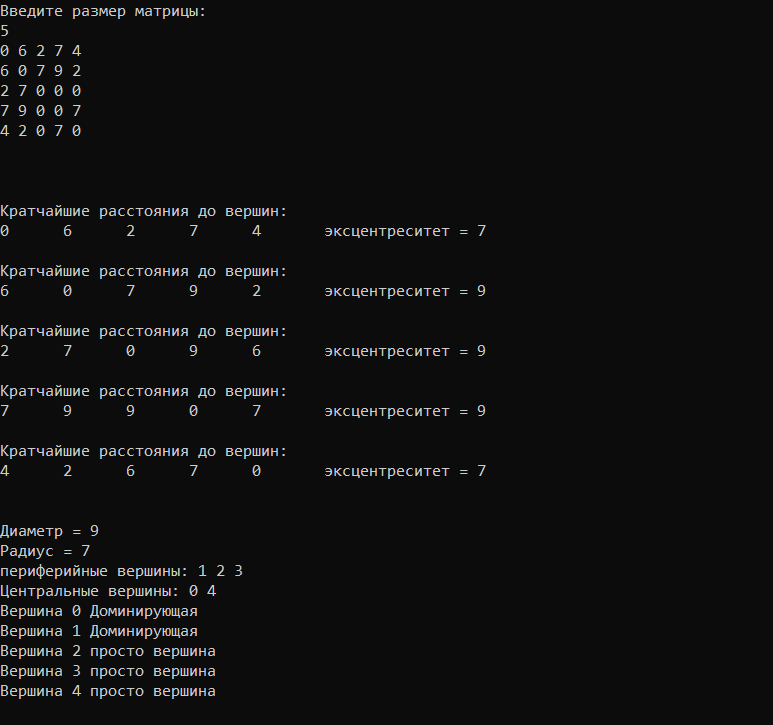 Введите размер матрицы:
5
0 6 2 7 4
6 0 7 9 2
2 7 0 0 0
7 9 0 0 7
4 2 0 7 0
Кратчайшие расстояния до вершин:
0 6 2 7 4 эксцентреситет = 7
Кратчайшие расстояния до вершин:
6 0 7 9 2 эксцентреситет = 9
Кратчайшие расстояния до вершин:
2 7 0 9 6 эксцентреситет = 9
Кратчайшие расстояния до вершин:
7 9 9 0 7 эксцентреситет = 9
Кратчайшие расстояния до вершин:
4 2 6 7 0 эксцентреситет = 7
Диаметр = 9
Радиус = 7
периферийные вершины: 1 2 3
Центральные вершины: 0 4
Вершина 0 Доминирующая
Вершина 1 Доминирующая
Вершина 2 просто вершина
Вершина 3 просто вершина
Вершина 4 просто вершина